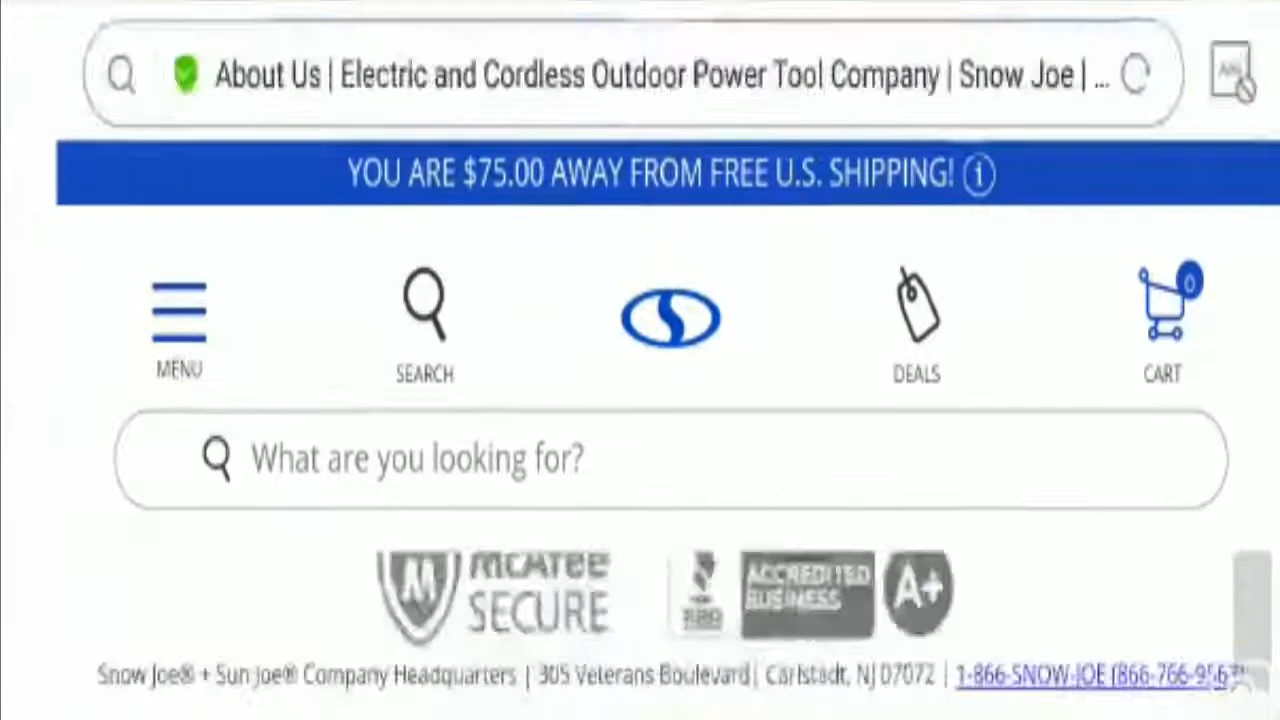 About Us | Electric and Cordless Outdoor Power Tool Company | Snow Joe | ...
YOU ARE $75.00 AWAY FROM FREE U.S. SHIPPING! i
0
MENU
SEARCH
DEALS
CART
What are you looking for?
McAfee
SECURE
BBB
ACCREDITED
BUSINESS
A+
Snow Joe® + Sun Joe® Company Headquarters | 305 Veterans Boulevard | Carlstadt, NJ 07072 | 1-866-SNOW-JOE (866-766-9563)